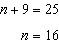 n + 9 = 25
n = 16